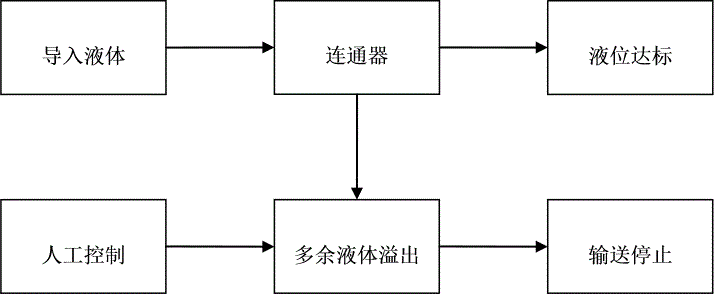 导入液体
连通器
液位达标
人工控制
多余液体溢出
输送停止